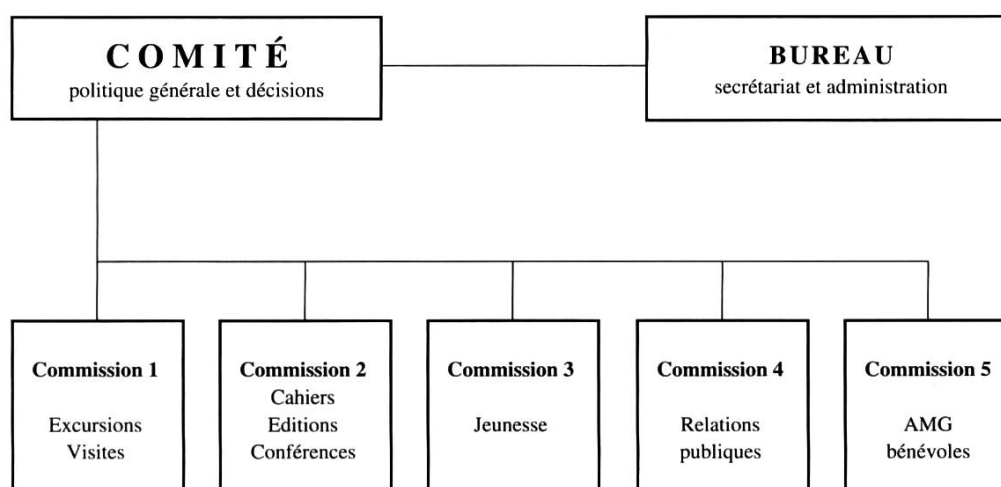 COMITÉ
politique générale et décisions
BUREAU
secrétariat et administration
Commission 1
Excursions
Visites
Commission 2
Cahiers
Editions
Conférences
Commission 3
Jeunesse
Commission 4
Relations
publiques
Commission 5
AMG
bénévoles